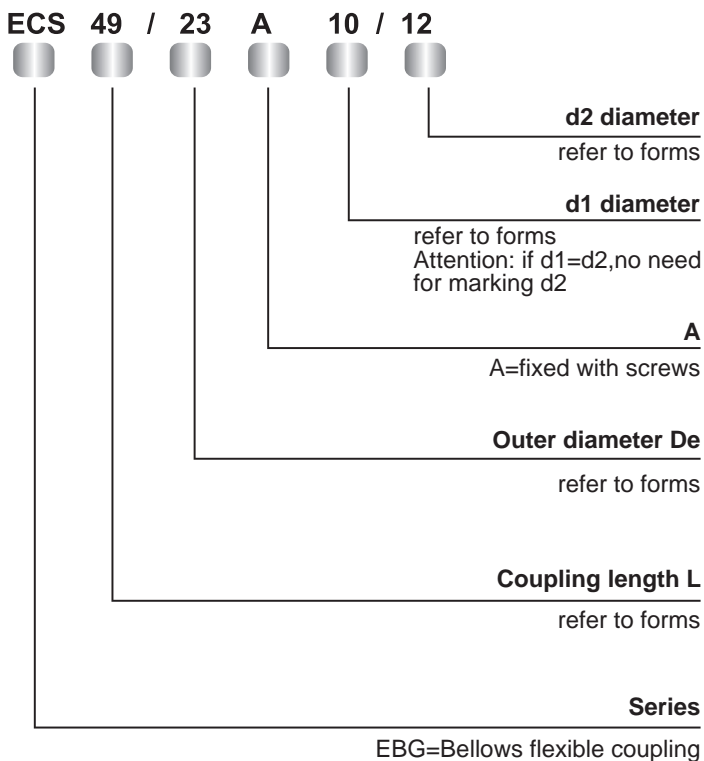 ECS 49 / 23 A 10 / 12
d2 diameter
refer to forms
d1 diameter
refer to forms
Attention: if d1=d2,no need
for marking d2
A
A=fixed with screws
Outer diameter De
refer to forms
Coupling length L
refer to forms
Series
EBG=Bellows flexible coupling